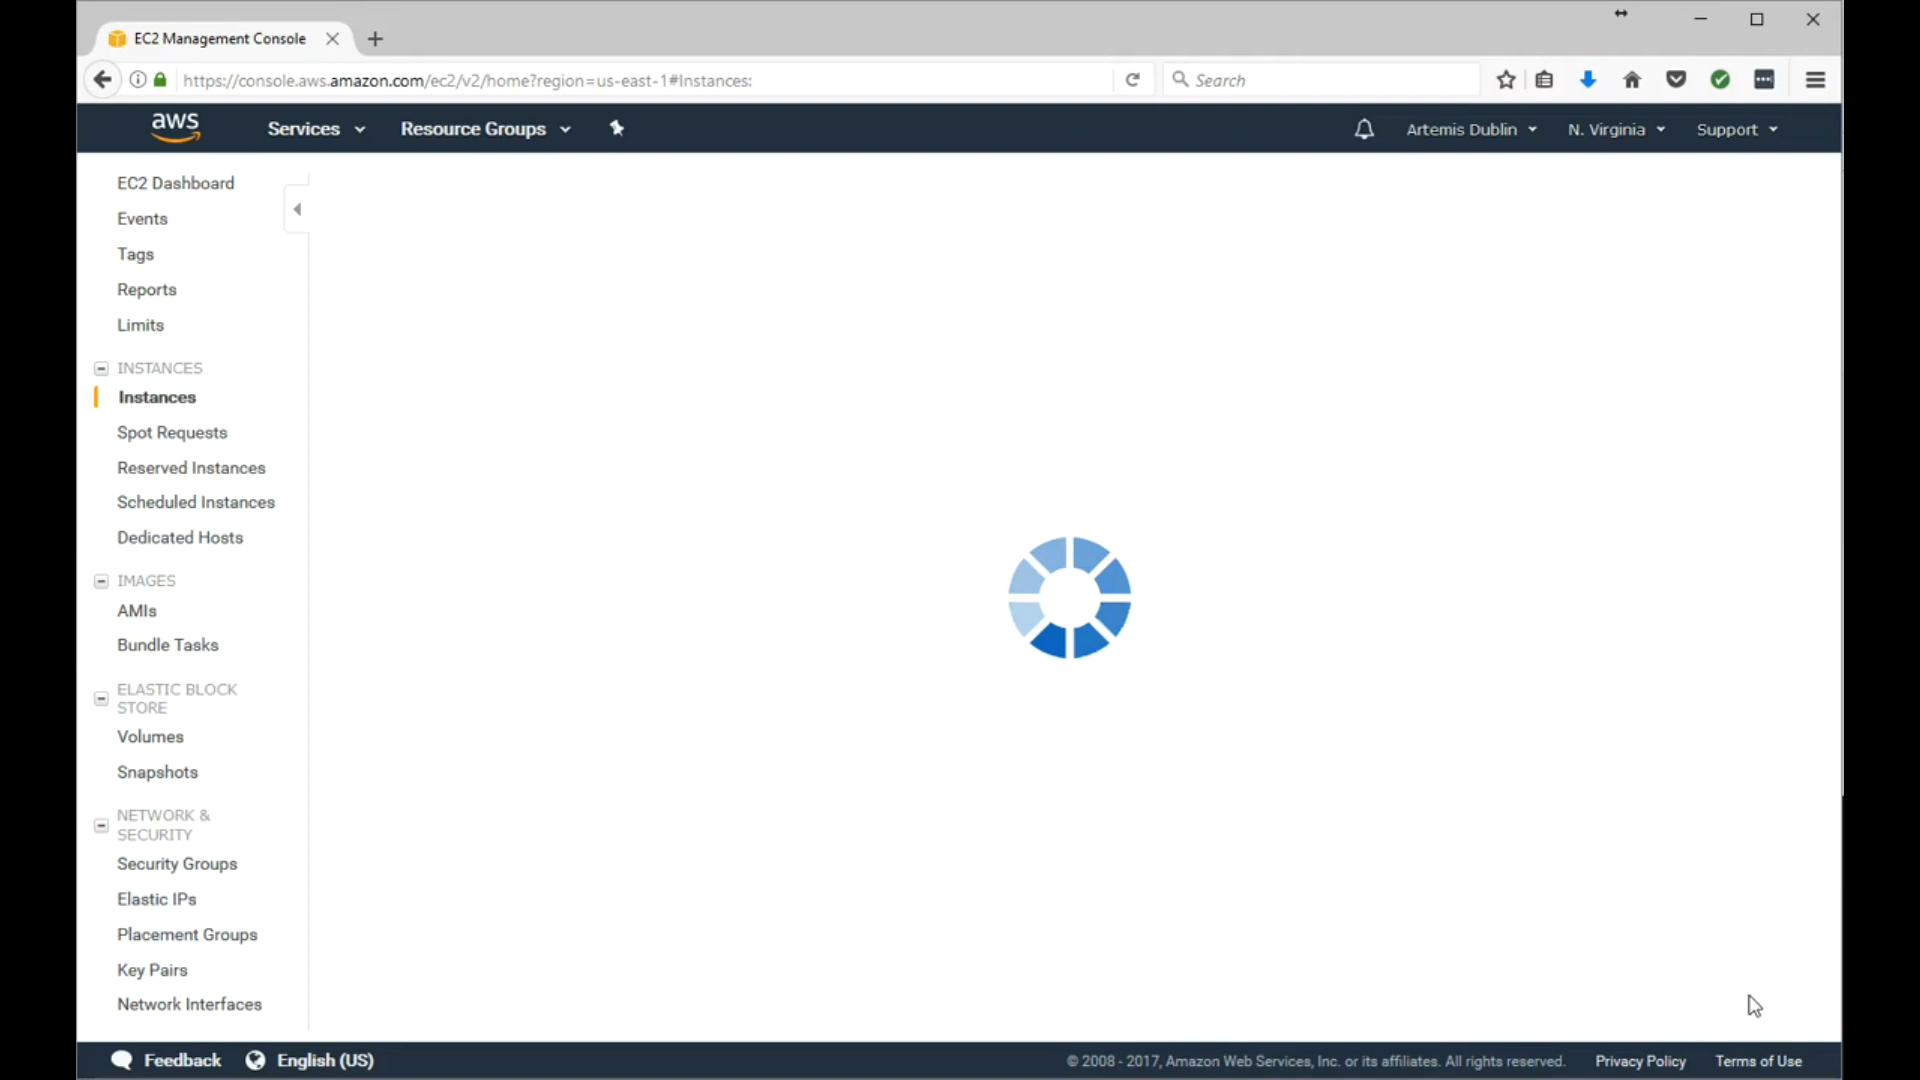 EC2 Management Console
https://console.aws.amazon.com/ec2/v2/home?region=us-east-1#Instances:
Search
aws
Services
Resource Groups
Artemis Dublin
N. Virginia
Support
EC2 Dashboard
Events
Tags
Reports
Limits
INSTANCES
Instances
Spot Requests
Reserved Instances
Scheduled Instances
Dedicated Hosts
IMAGES
AMIs
Bundle Tasks
ELASTIC BLOCK
STORE
Volumes
Snapshots
NETWORK &
SECURITY
Security Groups
Elastic IPs
Placement Groups
Key Pairs
Network Interfaces
Feedback
English (US)
© 2008 - 2017, Amazon Web Services, Inc. or its affiliates. All rights reserved.
Privacy Policy
Terms of Use